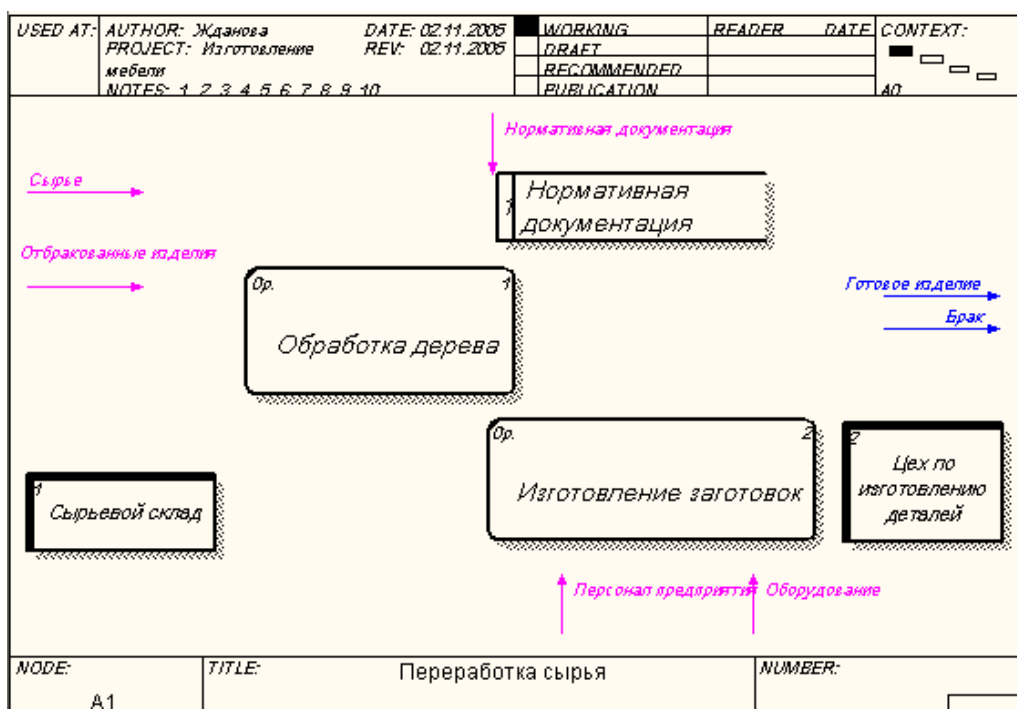 USED AT:
AUTHOR: Жданова
DATE: 02.11.2005
PROJECT: Изготовление
REV: 02.11.2005
мебели
NOTES: 1 2 3 4 5 6 7 8 9 10
WORKING
DRAFT
RECOMMENDED
PUBLICATION
READER DATE
CONTEXT:
A0
Нормативная документация
Сырье
1
Нормативная
документация
Отбракованные изделия
Ор. 1
Обработка дерева
Готовое изделие
Брак
Ор. 2
Изготовление заготовок
2
Цех по
изготовлению
деталей
1
Сырьевой склад
Персонал предприятия
Оборудование
NODE:
A1
TITLE:
Переработка сырья
NUMBER: